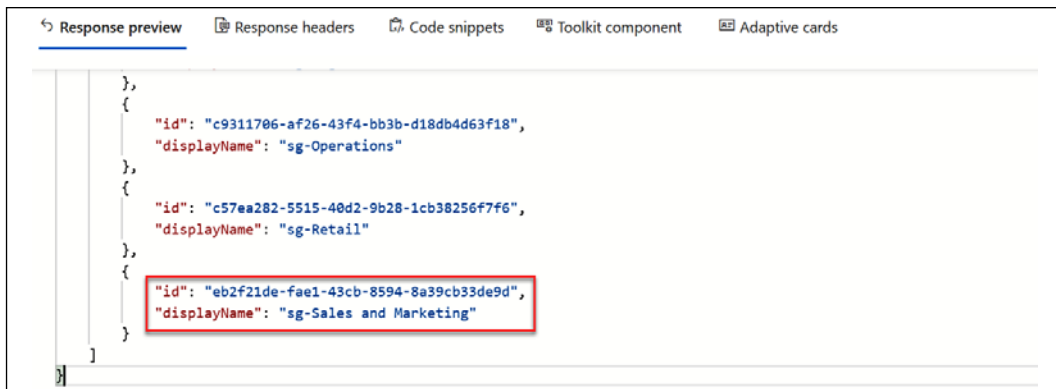 Response preview Response headers Code snippets Toolkit component Adaptive cards
},
{
"id": "c9311706-af26-43f4-bb3b-d18db4d63f18",
"displayName": "sg-Operations"
},
{
"id": "c57ea282-5515-40d2-9b28-1cb38256f7f6",
"displayName": "sg-Retail"
},
{
"id": "eb2f21de-fae1-43cb-8594-8a39cb33de9d",
"displayName": "sg-Sales and Marketing"
}
]
}